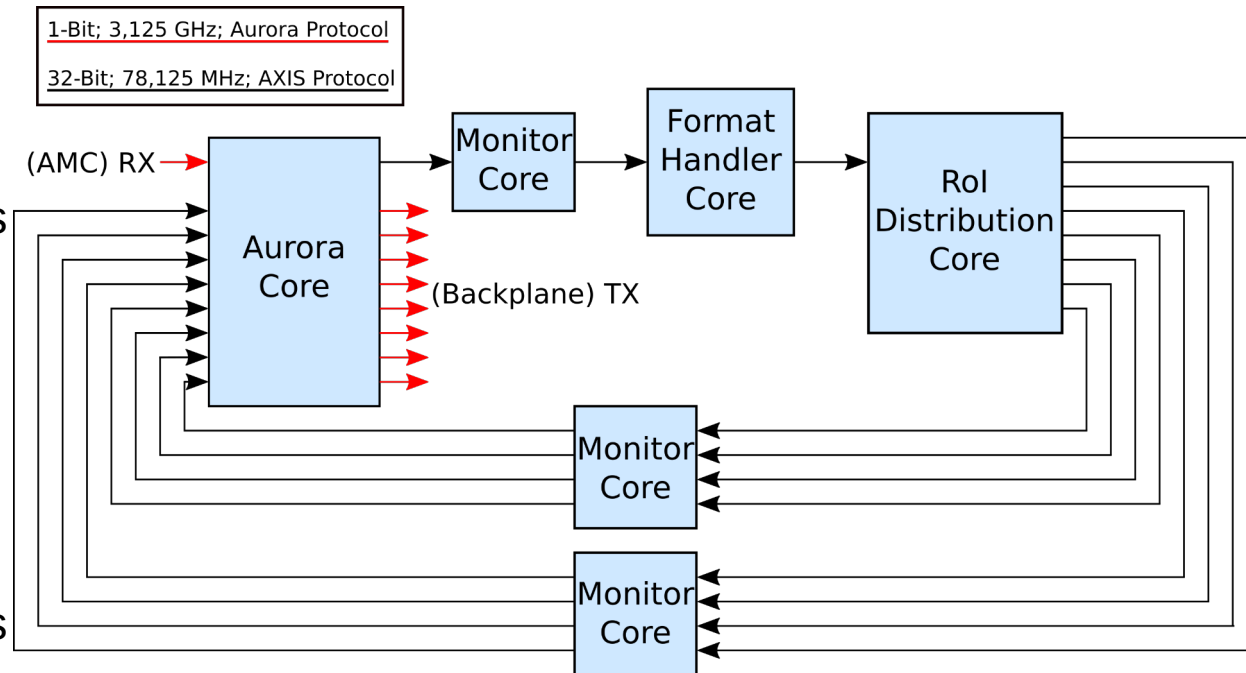 1-Bit; 3,125 GHz; Aurora Protocol
32-Bit; 78,125 MHz; AXIS Protocol
(AMC) RX
Aurora
Core
Monitor
Core
Format
Handler
Core
RoI
Distribution
Core
(Backplane) TX
Monitor
Core
Monitor
Core
s
s